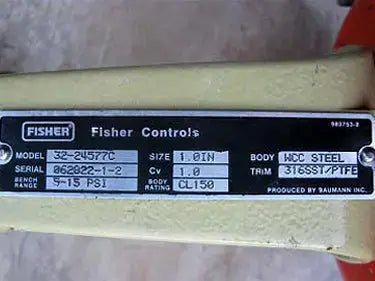 983753-2
FISHER Fisher Controls
MODEL 32-24577C SIZE 1.0IN BODY WCC STEEL
SERIAL 062822-1-2 Cv 1.0 TRIM 316SST/PTFE
BENCH RANGE 9-15 PSI BODY RATING CL150 PRODUCED BY BAUMANN INC.